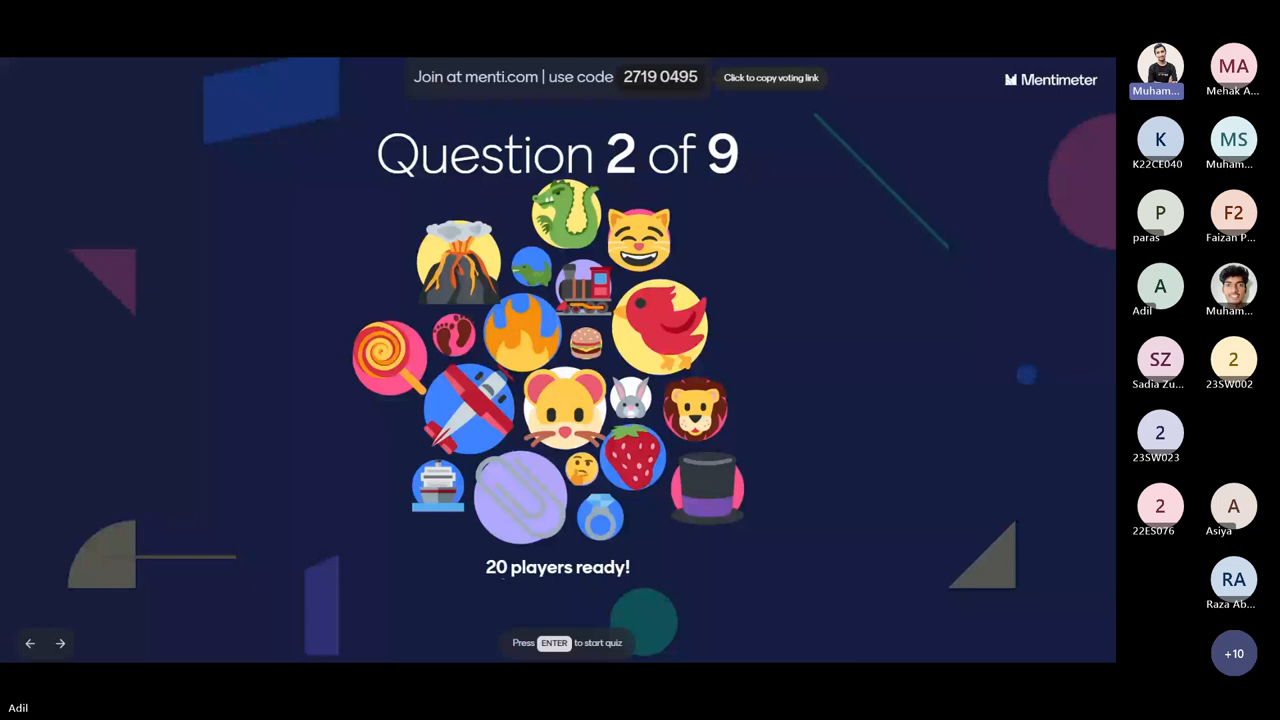 Join at menti.com | use code 2719 0495
Click to copy voting link
Mentimeter
Question 2 of 9
20 players ready!
Press ENTER to start quiz
Muham...
MA
Mehak A...
K
K22CE040
MS
Muham...
P
paras
F2
Faizan P...
A
Adil
Muham...
SZ
Sadia Zu...
2
23SW002
2
23SW023
2
22ES076
A
Asiya
RA
Raza Ab...
+10
Adil